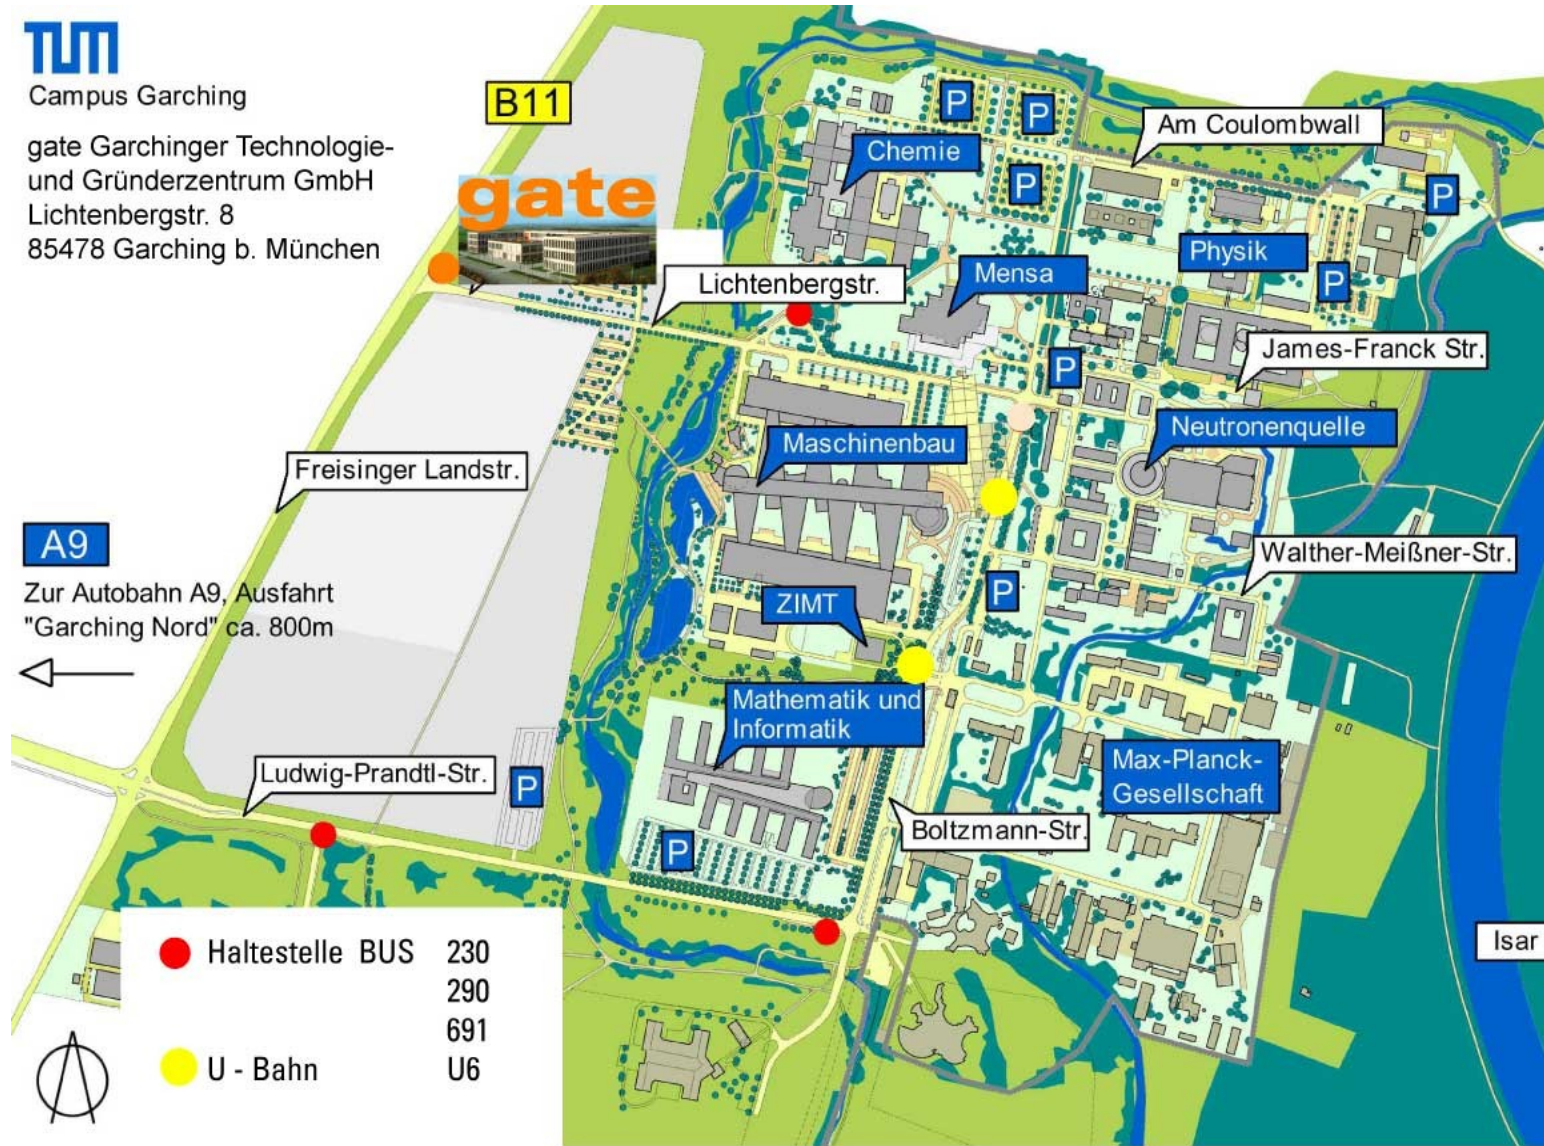 TUM
Campus Garching
gate Garchinger Technologie-
und Gründerzentrum GmbH
Lichtenbergstr. 8
85478 Garching b. München
B11
gate
Am Coulombwall
Chemie
P
P
P
P
Physik
Mensa
P
Lichtenbergstr.
James-Franck Str.
P
Neutronenquelle
Maschinenbau
Freisinger Landstr.
A9
Zur Autobahn A9, Ausfahrt
"Garching Nord" ca. 800m
Walther-Meißner-Str.
ZIMT
P
Mathematik und
Informatik
Max-Planck-
Gesellschaft
Ludwig-Prandtl-Str.
P
Boltzmann-Str.
P
Isar
Haltestelle BUS 230
290
691
U - Bahn U6